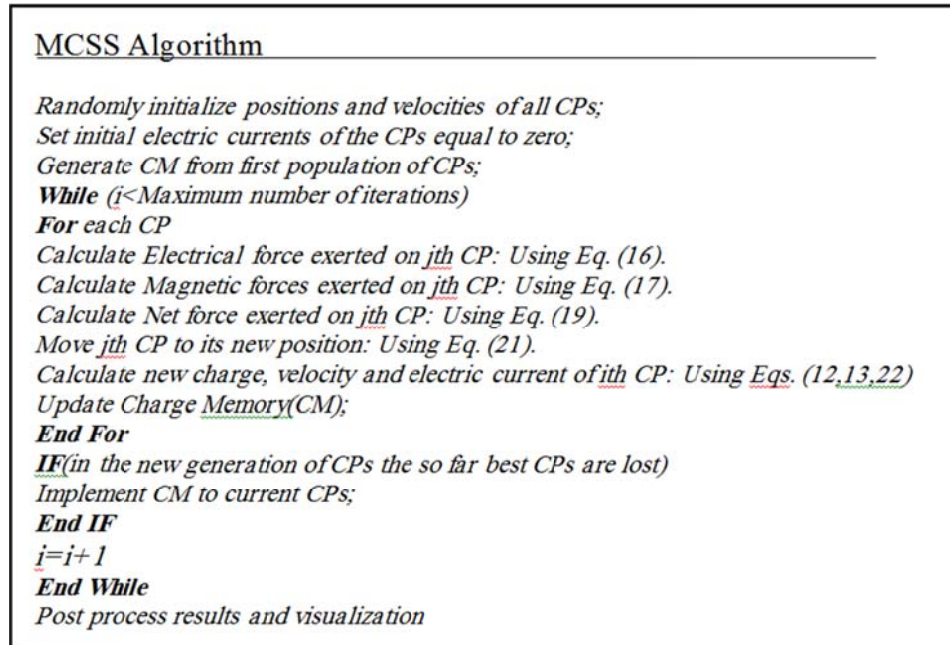 MCSS Algorithm
Randomly initialize positions and velocities of all CPs;
Set initial electric currents of the CPs equal to zero;
Generate CM from first population of CPs;
While (i<Maximum number of iterations)
For each CP
Calculate Electrical force exerted on jth CP: Using Eq. (16).
Calculate Magnetic forces exerted on jth CP: Using Eq. (17).
Calculate Net force exerted on jth CP: Using Eq. (19).
Move jth CP to its new position: Using Eq. (21).
Calculate new charge, velocity and electric current of ith CP: Using Eqs. (12,13,22)
Update Charge Memory(CM);
End For
IF(in the new generation of CPs the so far best CPs are lost)
Implement CM to current CPs;
End IF
i=i+1
End While
Post process results and visualization